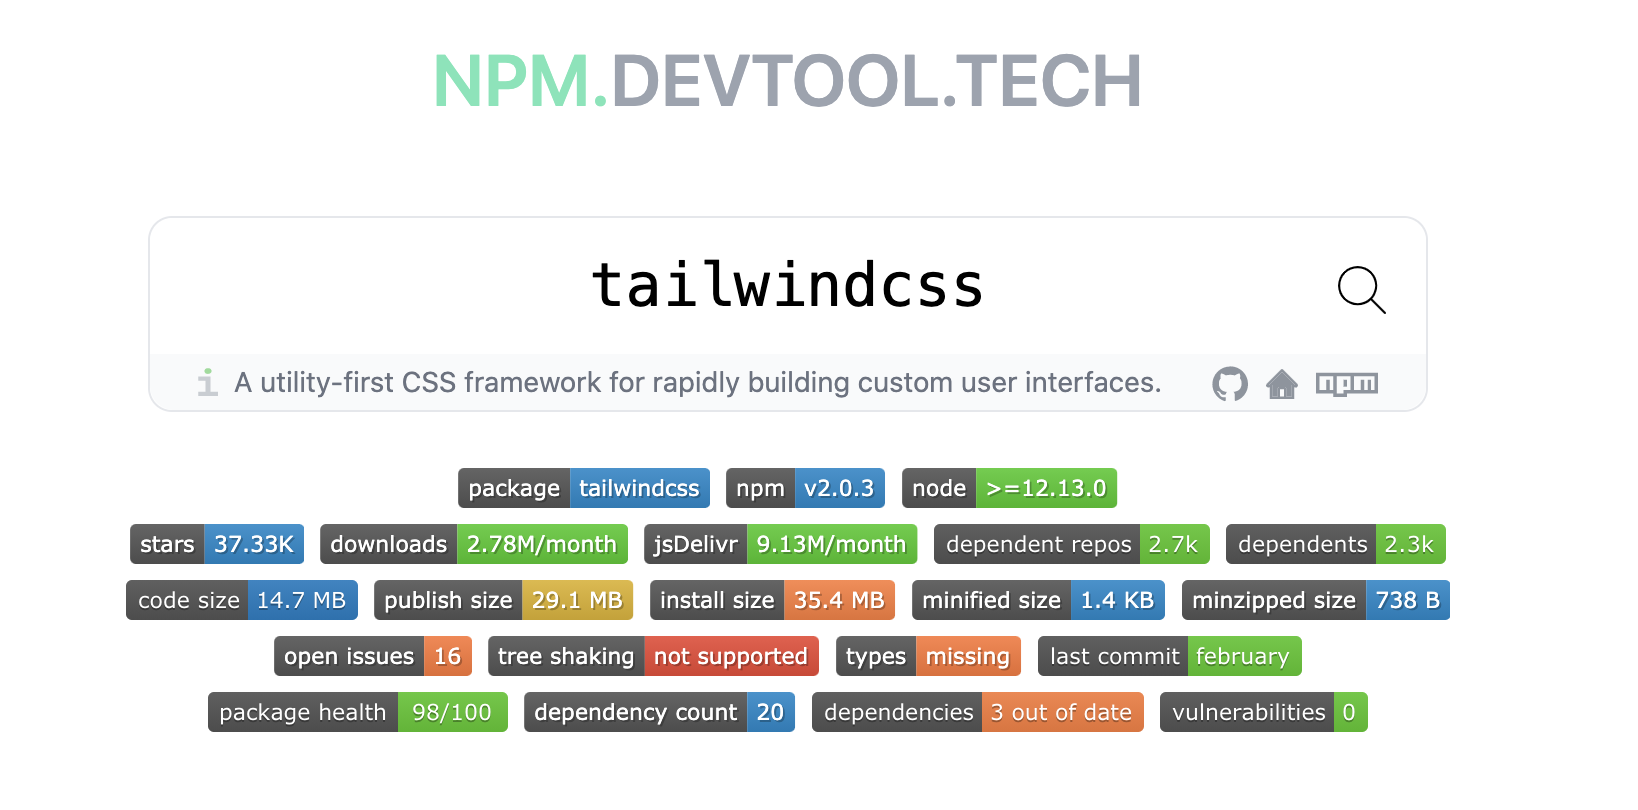 NPM.DEVTOOL.TECH
tailwindcss
i A utility-first CSS framework for rapidly building custom user interfaces. npm
package tailwindcss npm v2.0.3 node >=12.13.0
stars 37.33K downloads 2.78M/month jsDelivr 9.13M/month dependent repos 2.7k dependents 2.3k
code size 14.7 MB publish size 29.1 MB install size 35.4 MB minified size 1.4 KB minzipped size 738 B
open issues 16 tree shaking not supported types missing last commit february
package health 98/100 dependency count 20 dependencies 3 out of date vulnerabilities 0